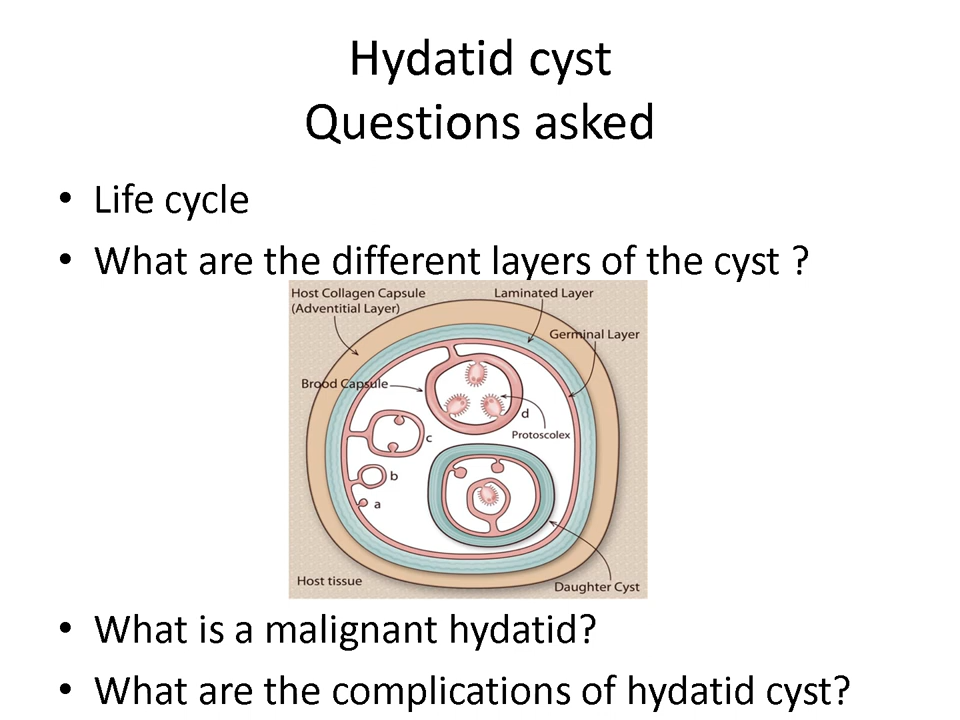 Hydatid cyst
Questions asked
• Life cycle
• What are the different layers of the cyst ?
Host Collagen Capsule
(Adventitial Layer)
Laminated Layer
Germinal Layer
Brood Capsule
d
Protoscolex
c
b
a
Host tissue
Daughter Cyst
• What is a malignant hydatid?
• What are the complications of hydatid cyst?